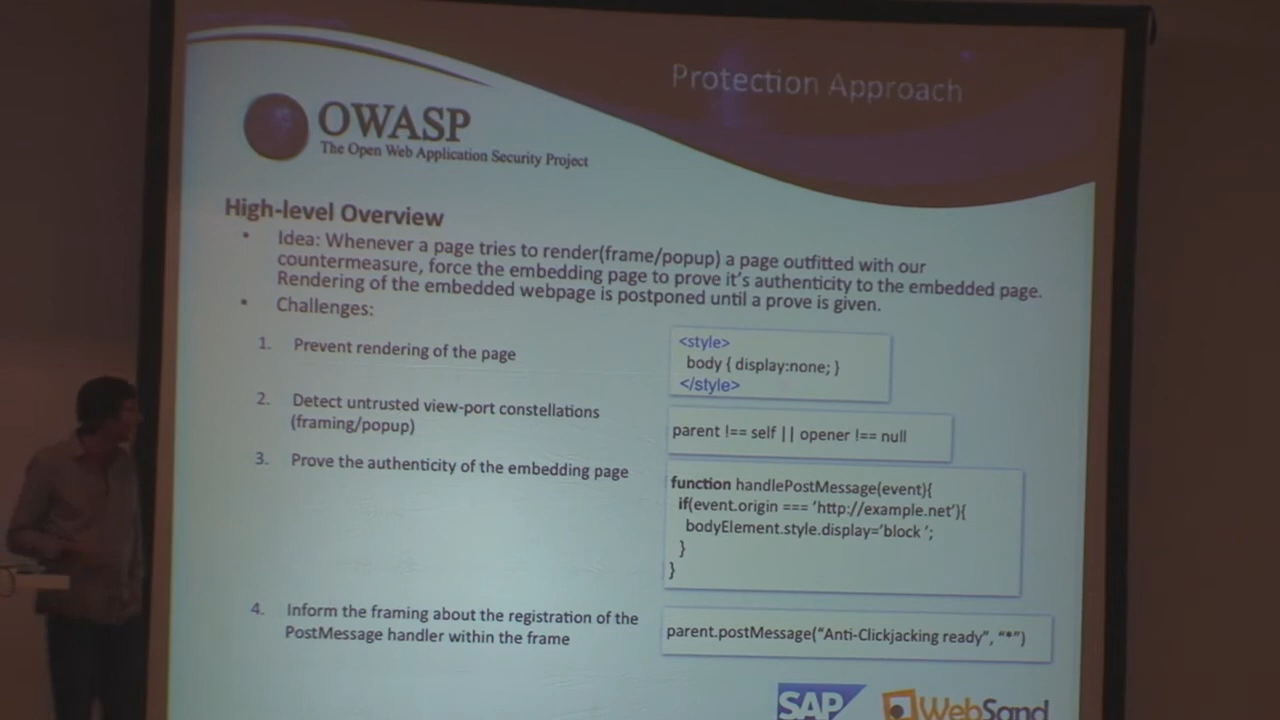 Protection Approach
OWASP
The Open Web Application Security Project
High-level Overview
• Idea: Whenever a page tries to render(frame/popup) a page outfitted with our
countermeasure, force the embedding page to prove it's authenticity to the embedded page.
Rendering of the embedded webpage is postponed until a prove is given.
• Challenges:
1. Prevent rendering of the page
<style>
body { display:none; }
</style>
2. Detect untrusted view-port constellations
(framing/popup)
parent !== self || opener !== null
3. Prove the authenticity of the embedding page
function handlePostMessage(event){
if(event.origin === 'http://example.net'){
bodyElement.style.display='block ';
}
}
4. Inform the framing about the registration of the
PostMessage handler within the frame
parent.postMessage("Anti-Clickjacking ready", "*")
SAP
WebSand